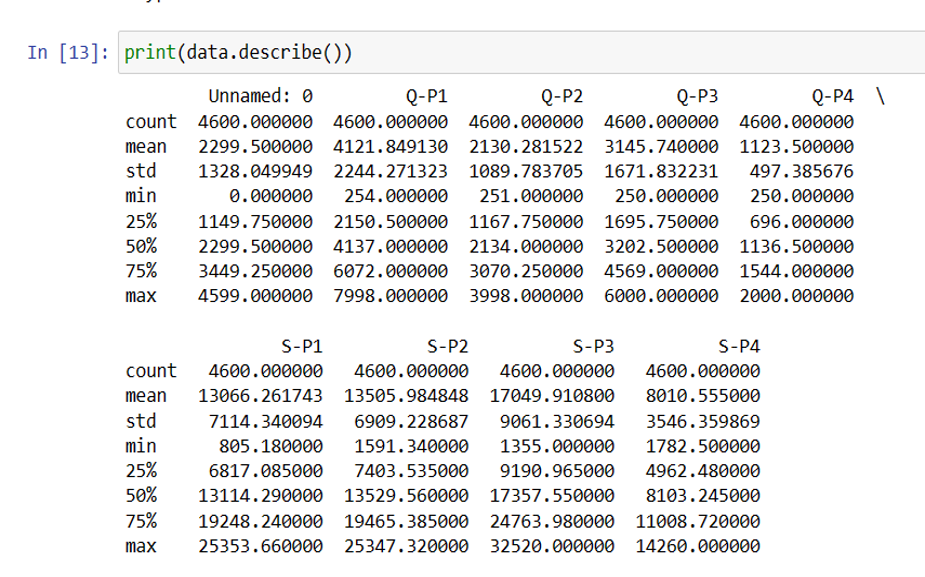 In [13]: print(data.describe())
Unnamed: 0 Q-P1 Q-P2 Q-P3 Q-P4 \
count 4600.000000 4600.000000 4600.000000 4600.000000 4600.000000
mean 2299.500000 4121.849130 2130.281522 3145.740000 1123.500000
std 1328.049949 2244.271323 1089.783705 1671.832231 497.385676
min 0.000000 254.000000 251.000000 250.000000 250.000000
25% 1149.750000 2150.500000 1167.750000 1695.750000 696.000000
50% 2299.500000 4137.000000 2134.000000 3202.500000 1136.500000
75% 3449.250000 6072.000000 3070.250000 4569.000000 1544.000000
max 4599.000000 7998.000000 3998.000000 6000.000000 2000.000000
S-P1 S-P2 S-P3 S-P4
count 4600.000000 4600.000000 4600.000000 4600.000000
mean 13066.261743 13505.984848 17049.910800 8010.555000
std 7114.340094 6909.228687 9061.330694 3546.359869
min 805.180000 1591.340000 1355.000000 1782.500000
25% 6817.085000 7403.535000 9190.965000 4962.480000
50% 13114.290000 13529.560000 17357.550000 8103.245000
75% 19248.240000 19465.385000 24763.980000 11008.720000
max 25353.660000 25347.320000 32520.000000 14260.000000